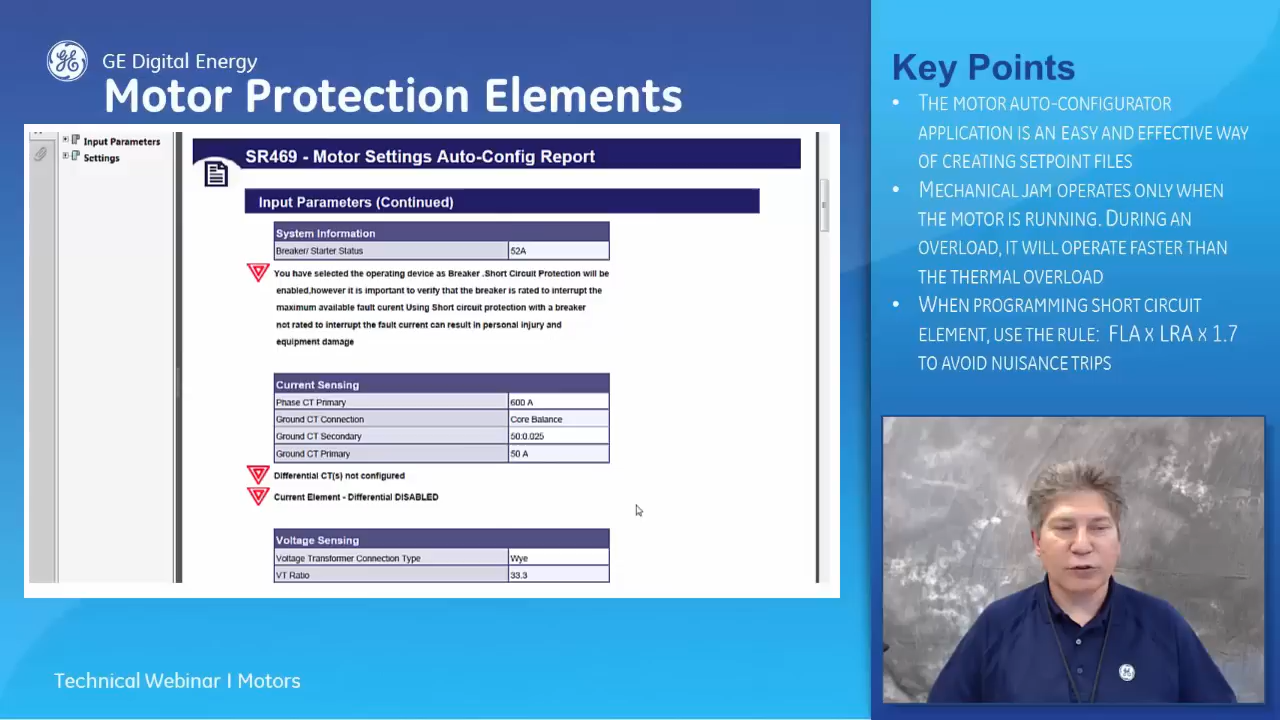 GE Digital Energy
Motor Protection Elements
Input Parameters
Settings
SR469 - Motor Settings Auto-Config Report
Input Parameters (Continued)
System Information
Breaker/ Starter Status 52A
You have selected the operating device as Breaker .Short Circuit Protection will be
enabled,however it is important to verify that the breaker is rated to interrupt the
maximum available fault curent Using Short circuit protection with a breaker
not rated to interrupt the fault current can result in personal injury and
equipment damage
Current Sensing
Phase CT Primary 600 A
Ground CT Connection Core Balance
Ground CT Secondary 50:0.025
Ground CT Primary 50 A
Differential CT(s) not configured
Current Element - Differential DISABLED
Voltage Sensing
Voltage Transformer Connection Type Wye
VT Ratio 33.3
Technical Webinar I Motors
Key Points
• THE MOTOR AUTO-CONFIGURATOR
APPLICATION IS AN EASY AND EFFECTIVE WAY
OF CREATING SETPOINT FILES
• MECHANICAL JAM OPERATES ONLY WHEN
THE MOTOR IS RUNNING. DURING AN
OVERLOAD, IT WILL OPERATE FASTER THAN
THE THERMAL OVERLOAD
• WHEN PROGRAMMING SHORT CIRCUIT
ELEMENT, USE THE RULE: FLA x LRA x 1.7
TO AVOID NUISANCE TRIPS